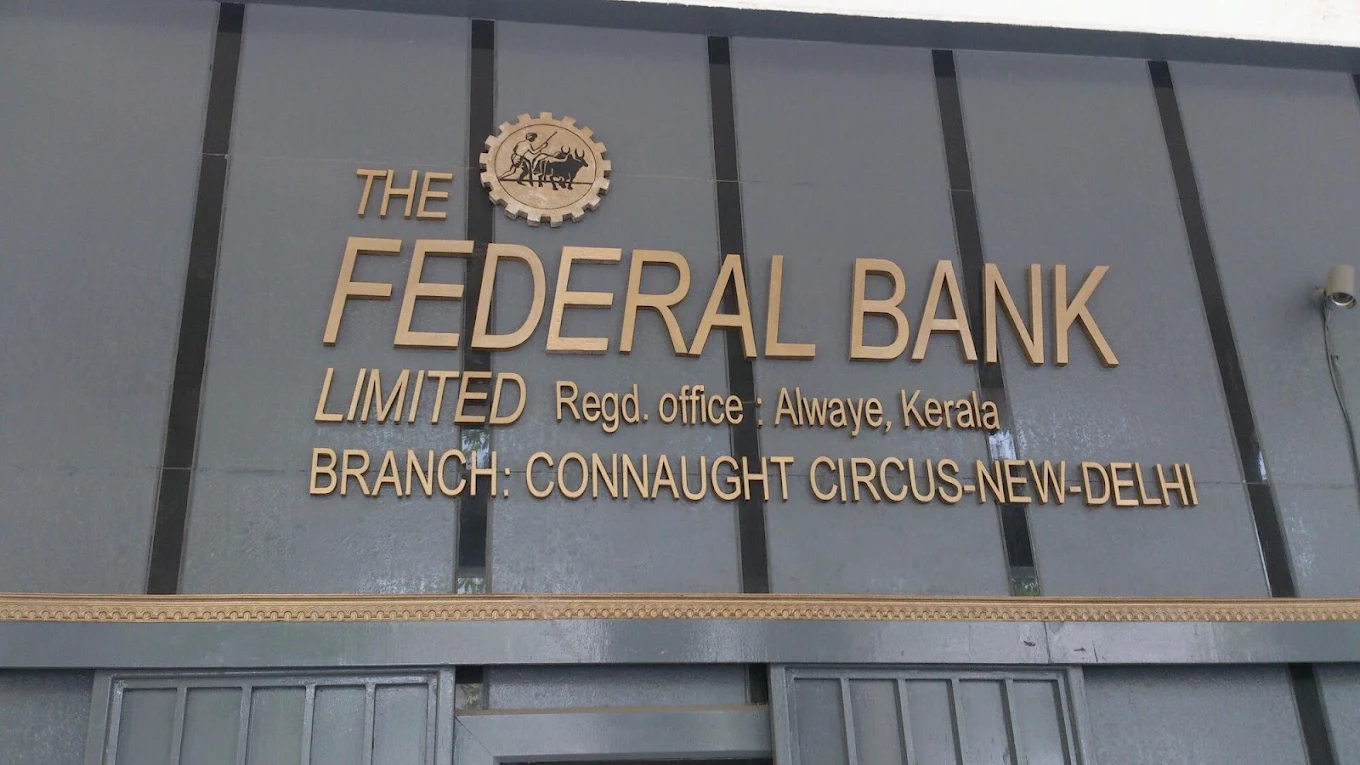 THE
FEDERAL BANK
LIMITED Regd. office : Alwaye, Kerala
BRANCH: CONNAUGHT CIRCUS-NEW-DELHI